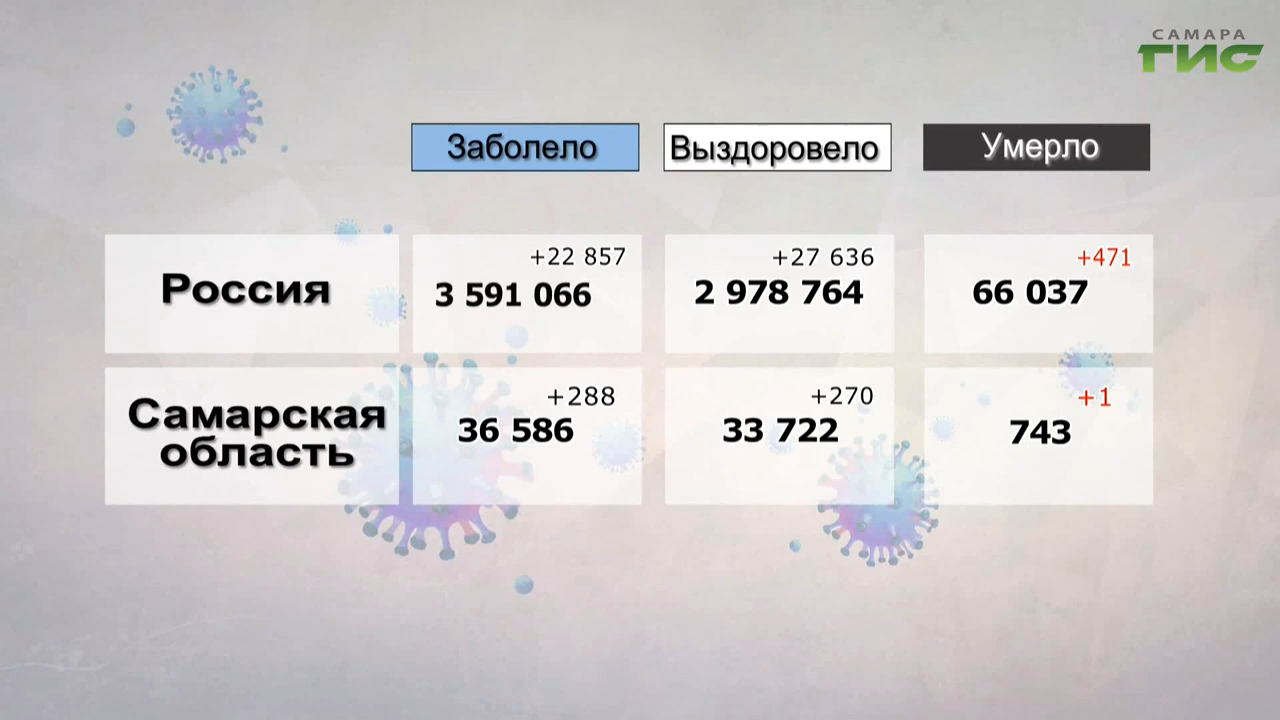 САМАРА
ГИС
Заболело Выздоровело Умерло
+22 857 +27 636 +471
Россия 3 591 066 2 978 764 66 037
+288 +270 +1
Самарская 36 586 33 722 743
область